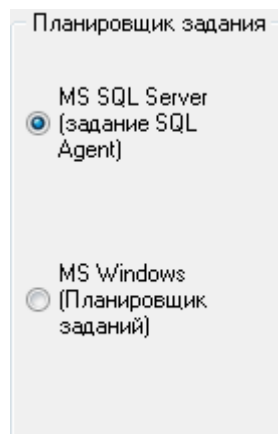 Планировщик задания
MS SQL Server
(задание SQL
Agent)
MS Windows
(Планировщик
заданий)